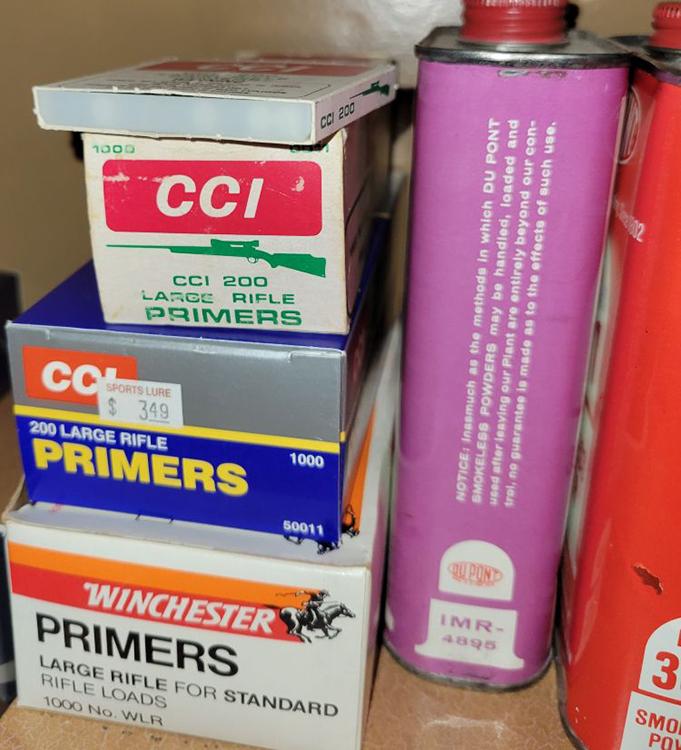 CCI 200
1000
CCI
CCI 200
LARGE RIFLE
PRIMERS
CCI
SPORTS LURE
$ 349
200 LARGE RIFLE
PRIMERS
1000
50011
WINCHESTER
PRIMERS
LARGE RIFLE FOR STANDARD
RIFLE LOADS
1000 No. WLR
NOTICE: Inasmuch as the methods in which DU PONT
SMOKELESS POWDERS may be handled, loaded and
used after leaving our Plant are entirely beyond our con-
trol, no guarantee is made as to the effects of such use.
DU PONT
IMR-
4895
SMO
PO